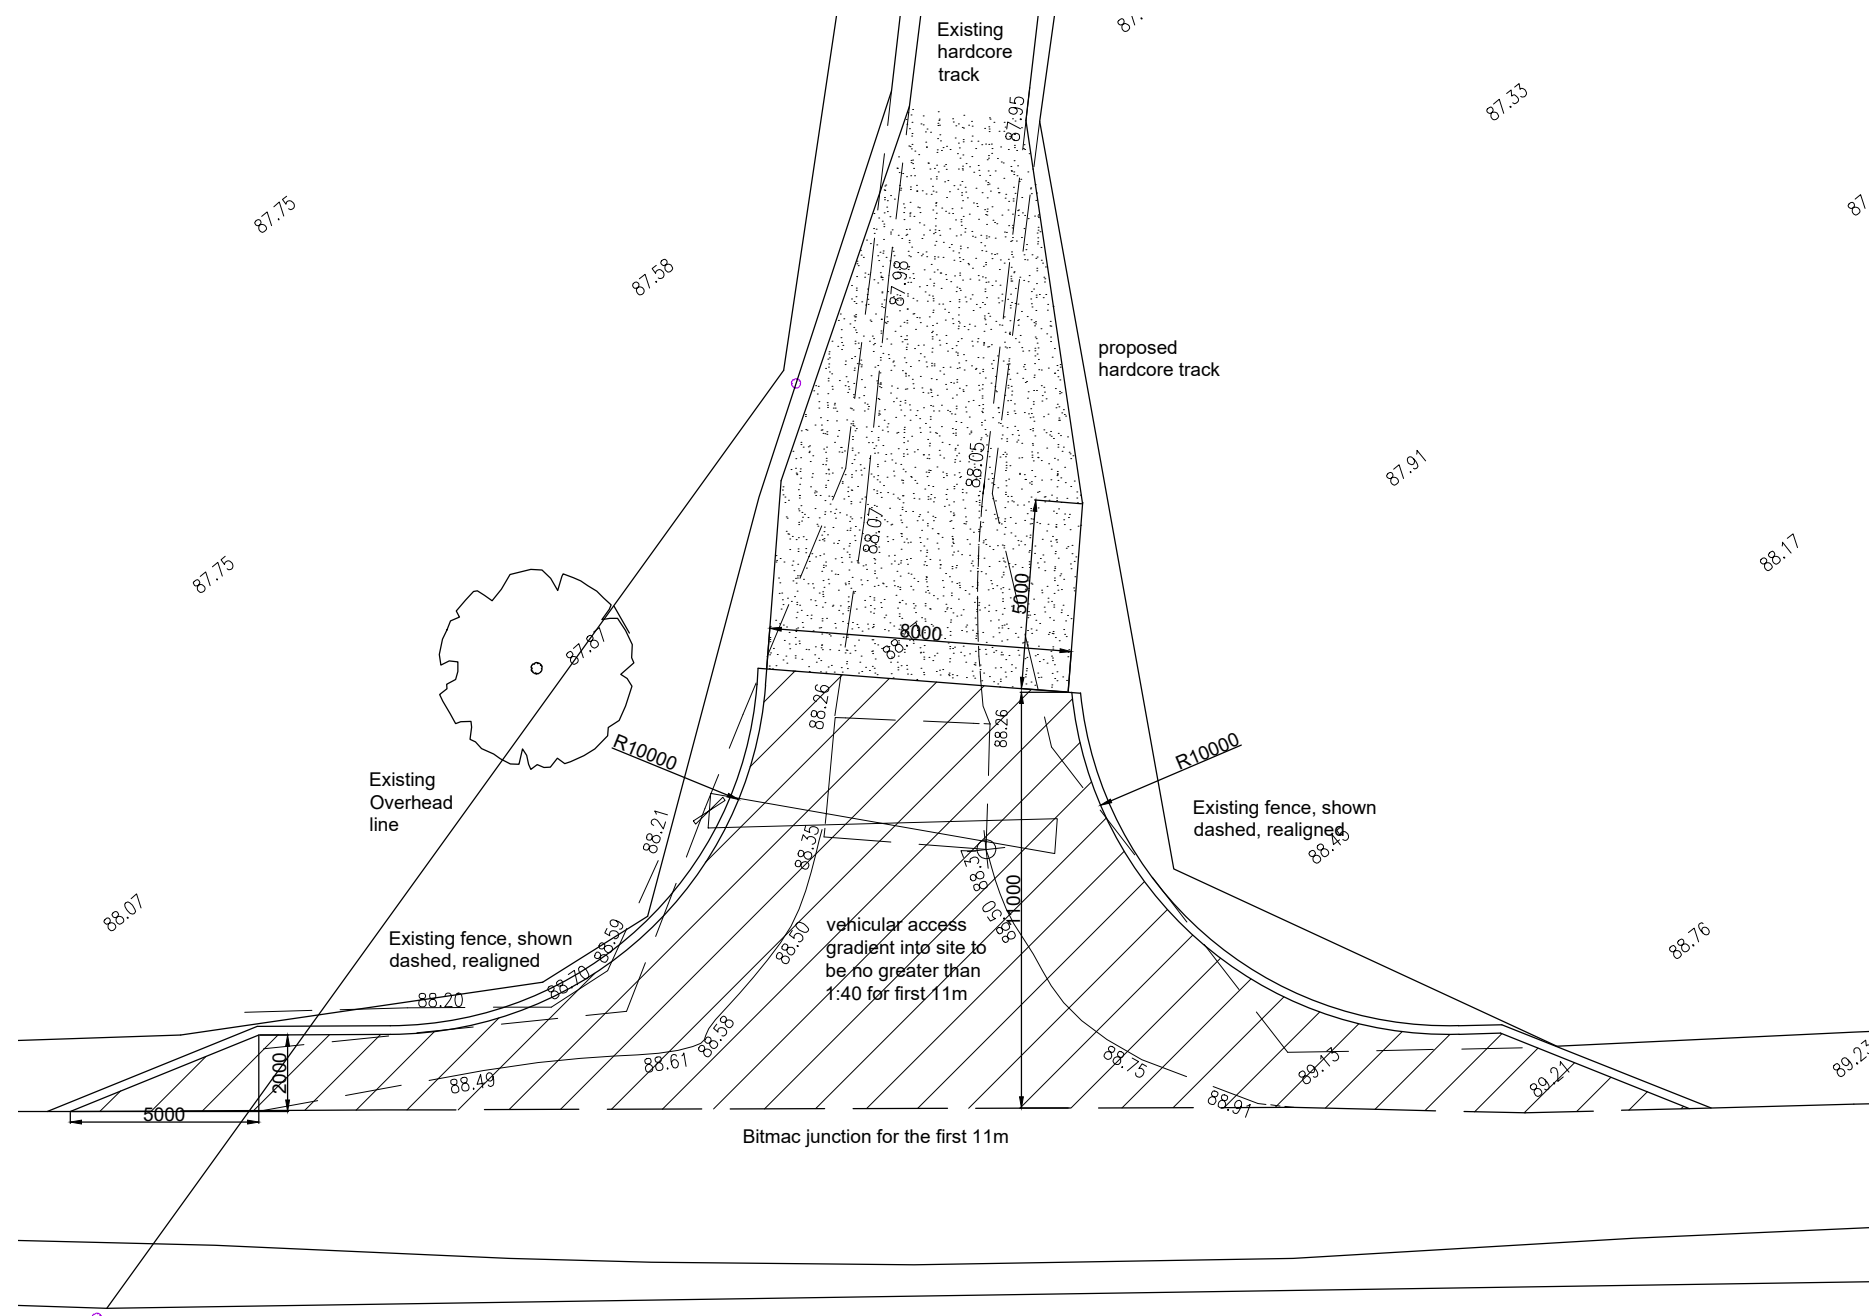 Existing
hardcore
track
87.95
87.33
87.75
87.58
87.98
proposed
hardcore track
88.05
87.91
88.07
88.17
87.75
5000
8000
87.87
88.26
88.26
R10000
R10000
Existing
Overhead
line
Existing fence, shown
dashed, realigned
88.45
88.21
88.35
11000
88.07
88.50
88.50
vehicular access
gradient into site to
be no greater than
1:40 for first 11m
Existing fence, shown
dashed, realigned
88.59
88.70
88.76
88.20
88.58
88.61
88.49
88.75
89.13
89.21
89.23
88.91
2000
5000
Bitmac junction for the first 11m